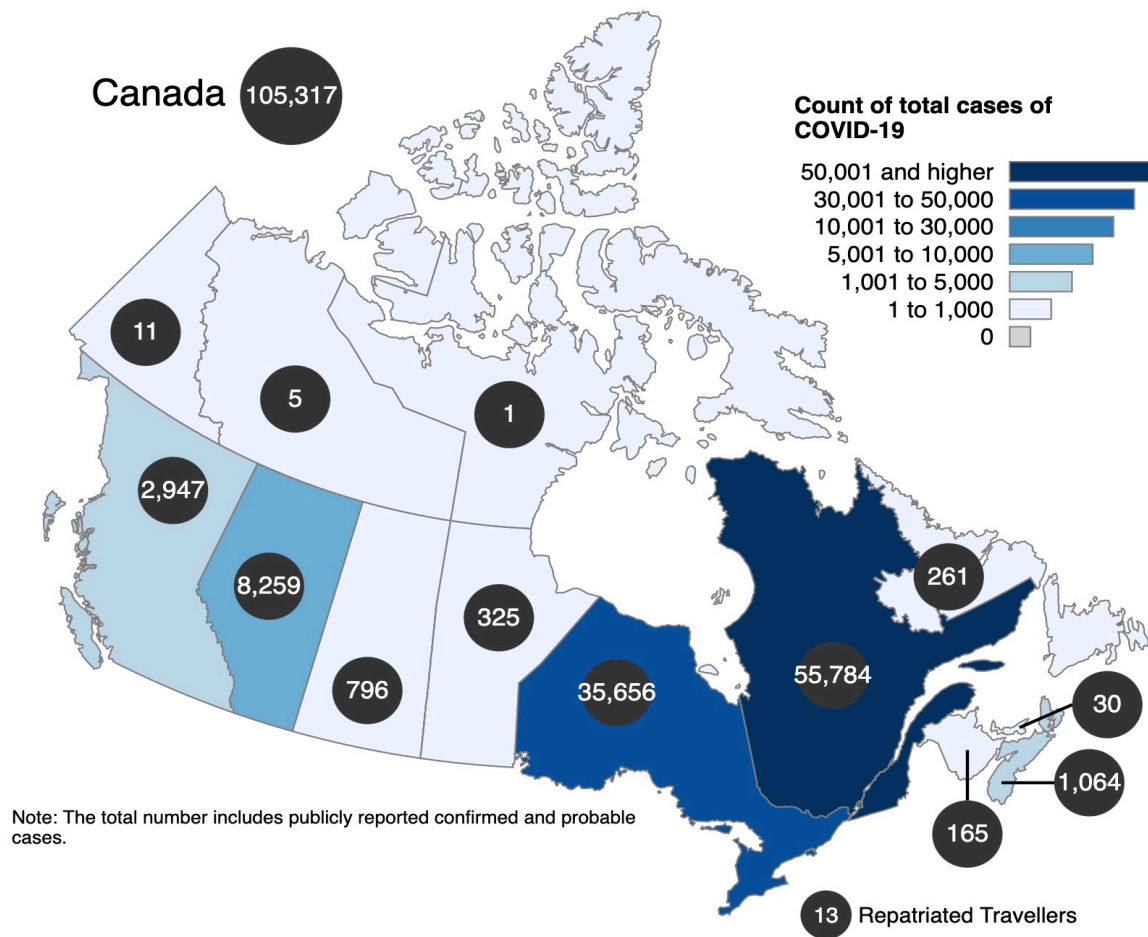 Canada 105,317
Count of total cases of
COVID-19
50,001 and higher
30,001 to 50,000
10,001 to 30,000
5,001 to 10,000
1,001 to 5,000
1 to 1,000
0
11
5
1
2,947
8,259
796
325
35,656
55,784
261
30
1,064
165
Note: The total number includes publicly reported confirmed and probable
cases.
13 Repatriated Travellers